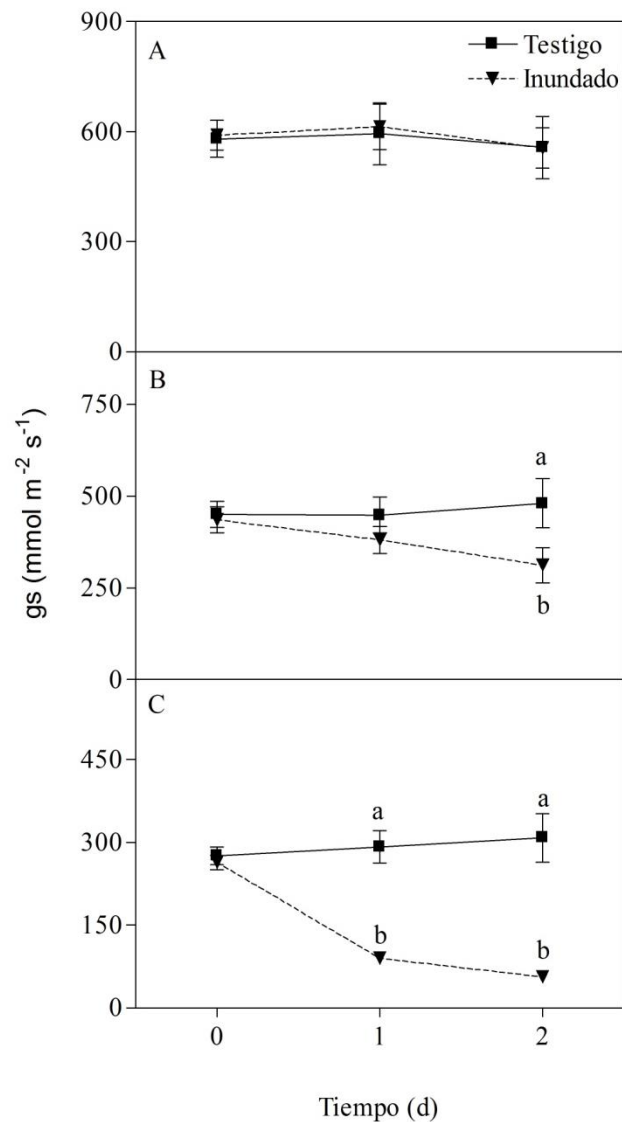 900
A
Testigo
Inundado
600
300
0
B
750
a
500
250
b
0
C
450
a
a
300
150
b
b
0
0 1 2
gs (mmol m⁻² s⁻¹)
Tiempo (d)